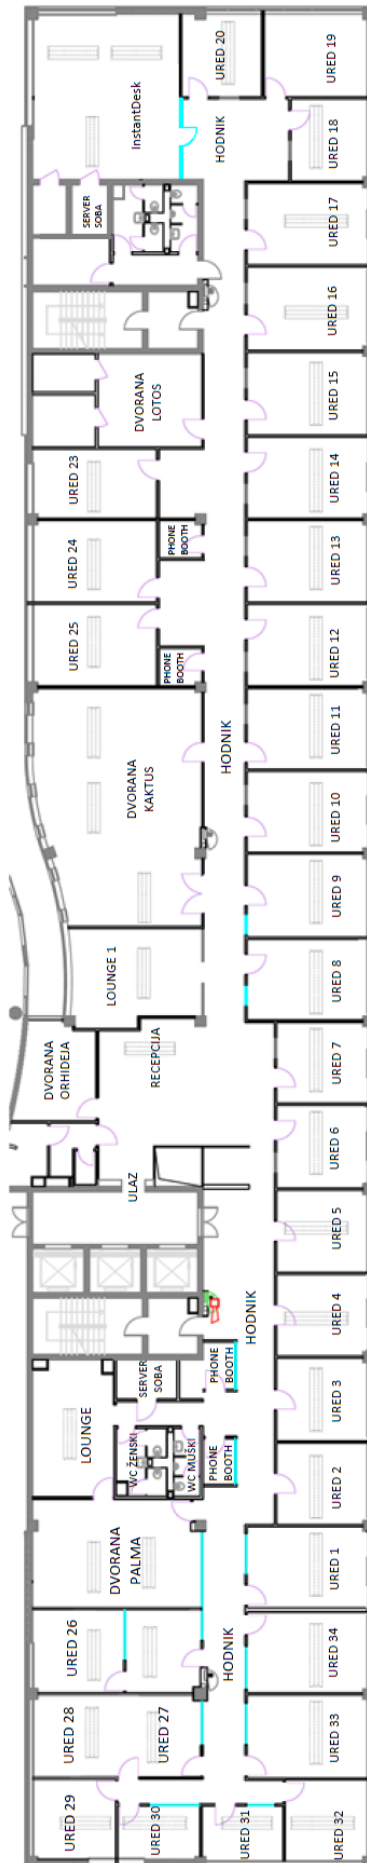 URED 20
URED 19
InstantDesk
HODNIK
URED 18
SERVER
SOBA
URED 17
URED 16
DVORANA
LOTOS
URED 15
URED 23
URED 14
URED 24
PHONE
BOOTH
URED 13
URED 25
PHONE
BOOTH
URED 12
DVORANA
KAKTUS
HODNIK
URED 11
URED 10
URED 9
LOUNGE 1
URED 8
DVORANA
ORHIDEJA
RECEPCIJA
URED 7
URED 6
ULAZ
URED 5
HODNIK
URED 4
LOUNGE
SERVER
SOBA
PHONE
BOOTH
URED 3
WC ŽENSKI
WC MUŠKI
PHONE
BOOTH
URED 2
DVORANA
PALMA
URED 1
URED 26
HODNIK
URED 34
URED 28
URED 27
URED 33
URED 29
URED 30
URED 31
URED 32